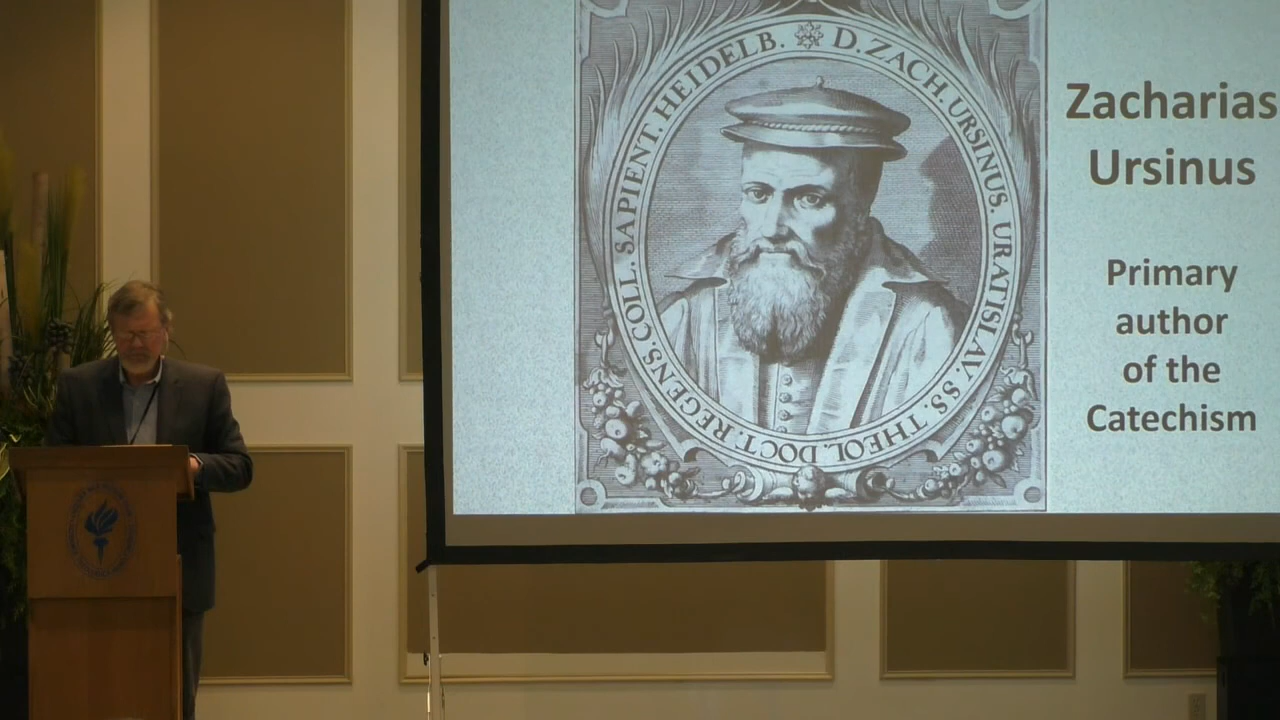 D. ZACH. URSINUS. URATISLAV. SS. THEOL. DOCT. REGENS. COLL. SAPIENT. HEIDELB.
Zacharias
Ursinus
Primary
author
of the
Catechism